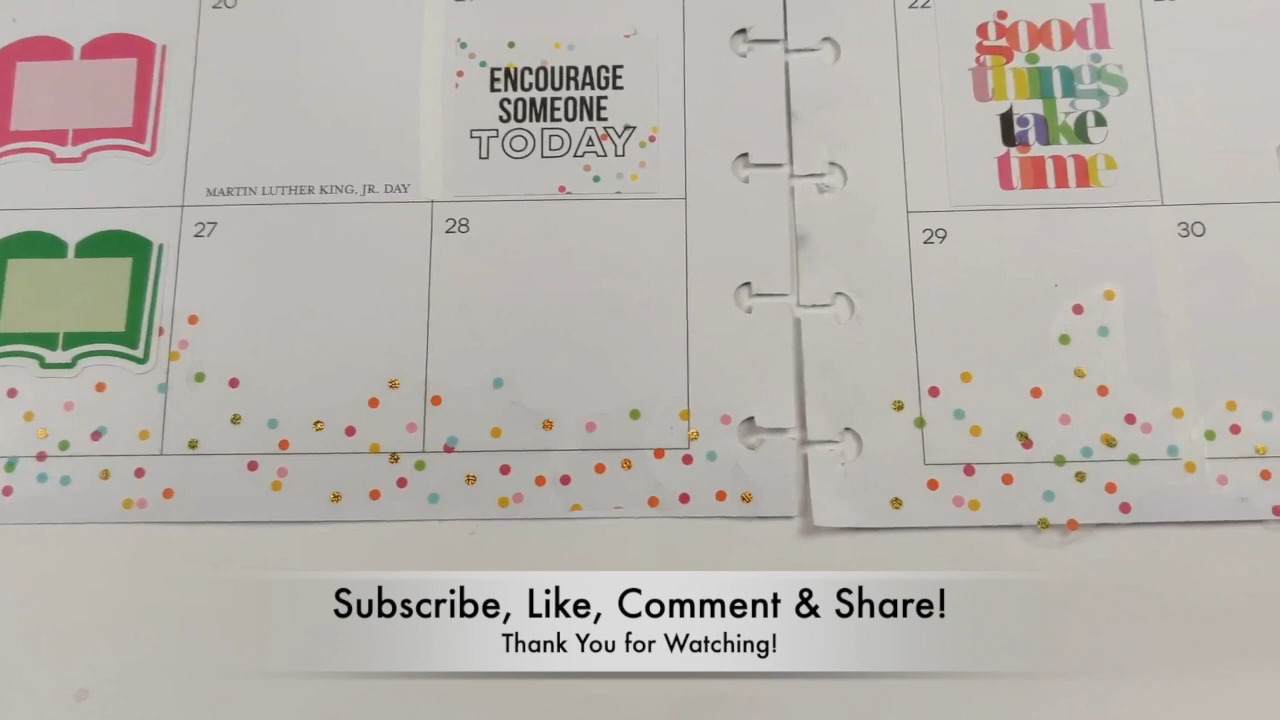 20
22
ENCOURAGE
SOMEONE
TODAY
good
things
take
time
MARTIN LUTHER KING, JR. DAY
27
28
29
30
Subscribe, Like, Comment & Share!
Thank You for Watching!